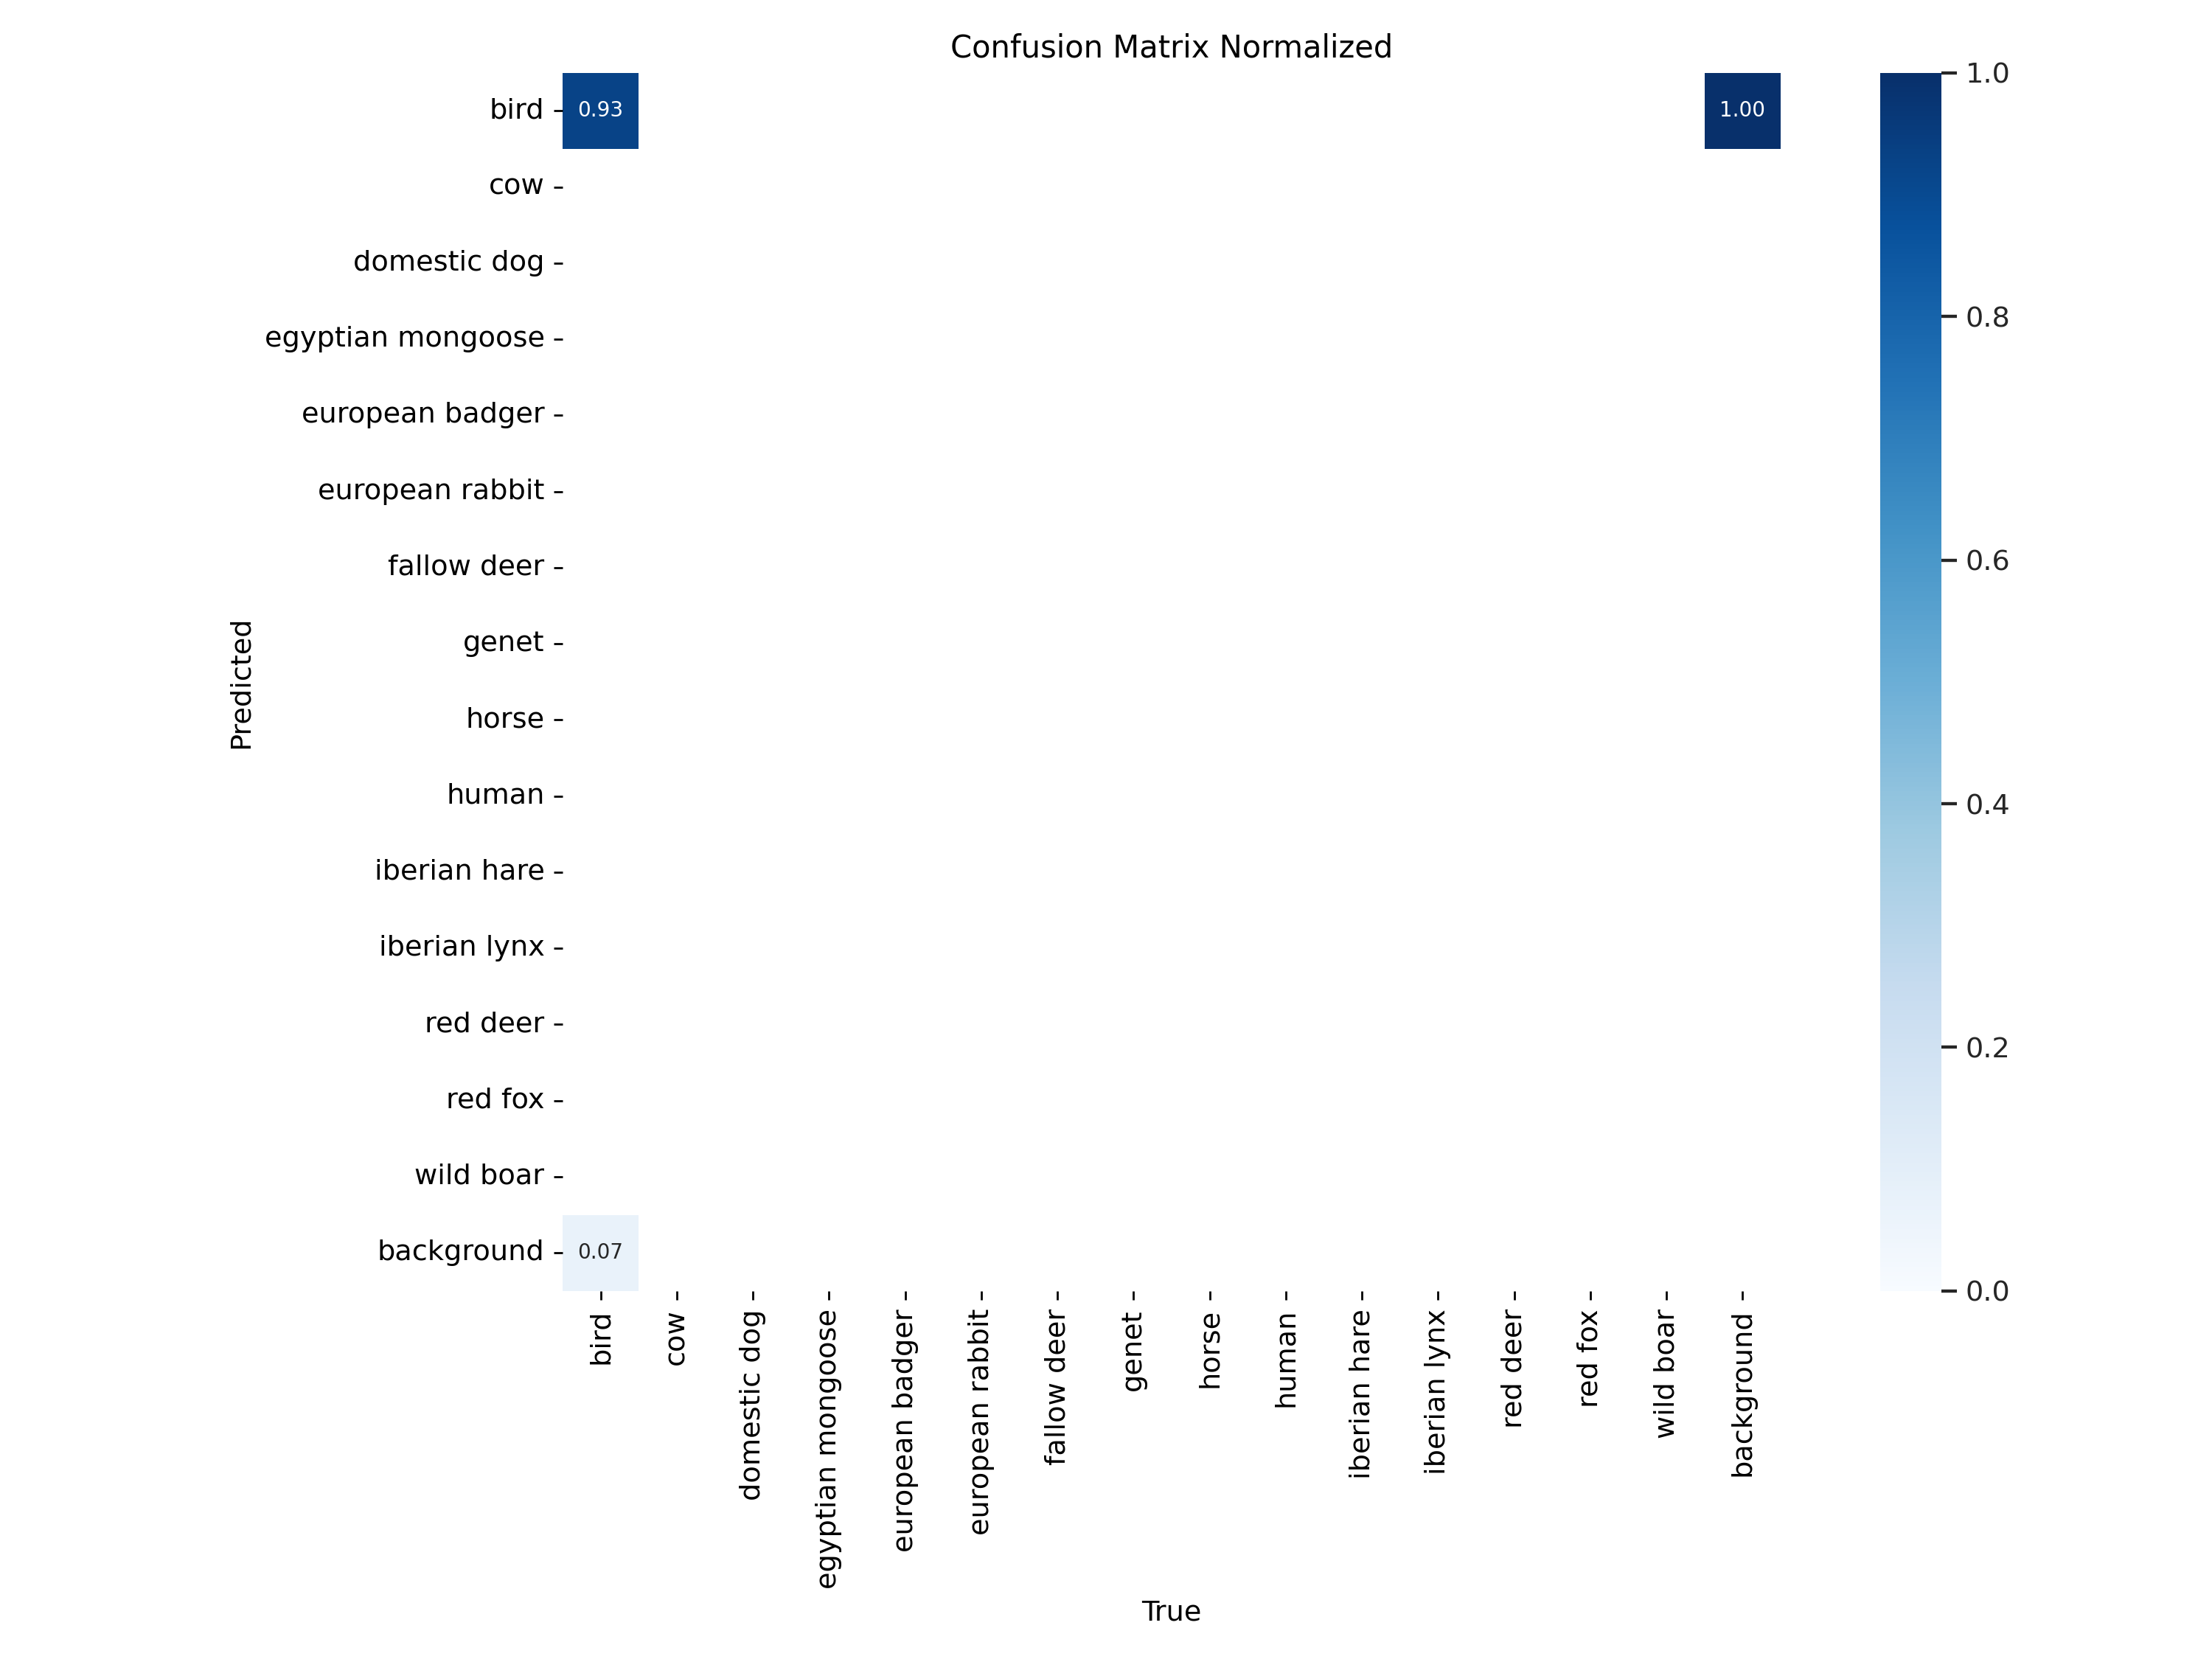 Confusion Matrix Normalized
bird
cow
domestic dog
egyptian mongoose
european badger
european rabbit
fallow deer
genet
horse
human
iberian hare
iberian lynx
red deer
red fox
wild boar
background
Predicted
0.93
1.00
0.07
bird
cow
domestic dog
egyptian mongoose
european badger
european rabbit
fallow deer
genet
horse
human
iberian hare
iberian lynx
red deer
red fox
wild boar
background
True
1.0
0.8
0.6
0.4
0.2
0.0